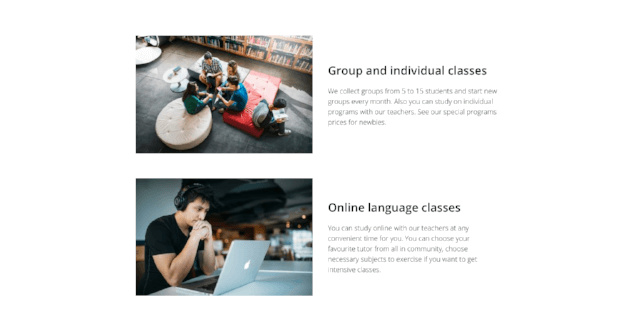 Group and individual classes
We collect groups from 5 to 15 students and start new
groups every month. Also you can study on individual
programs with our teachers. See our special programs
prices for newbies.
Online language classes
You can study online with our teachers at any
convenient time for you. You can choose your
favourite tutor from all in community, choose
necessary subjects to exercise if you want to get
intensive classes.